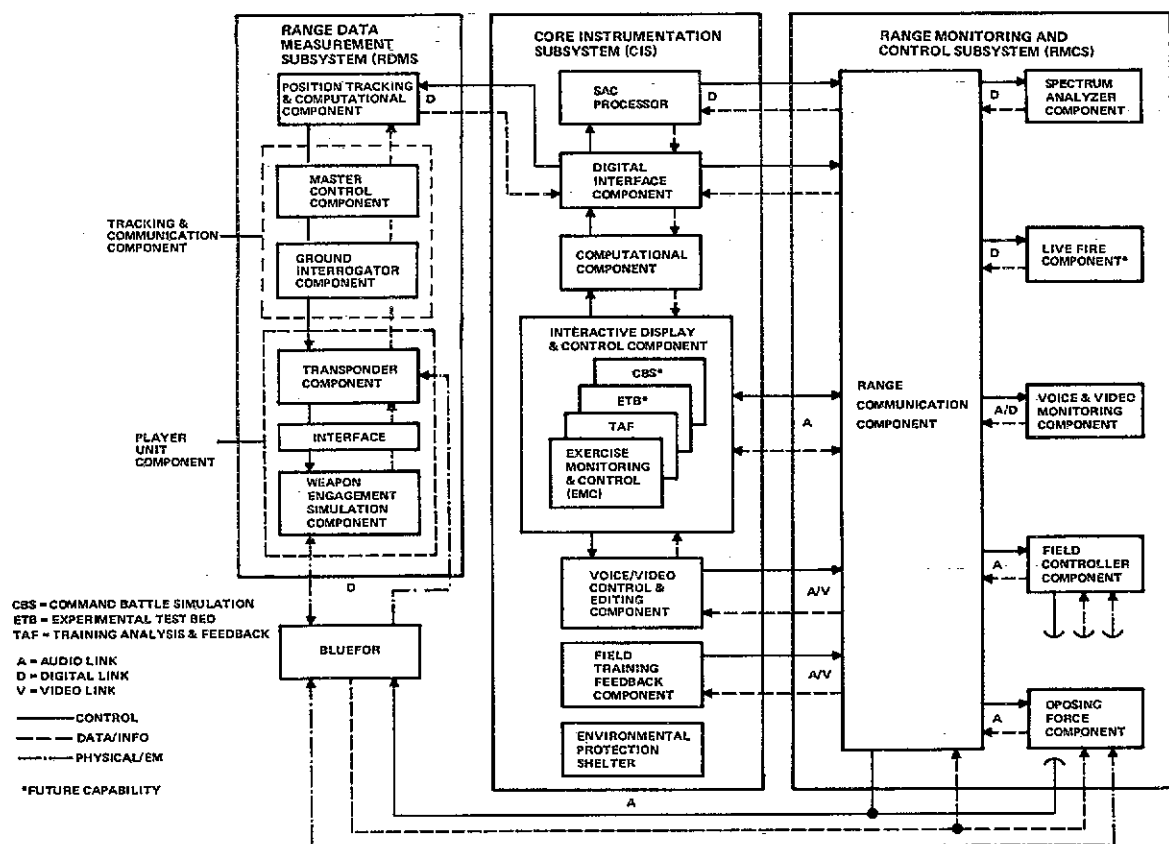 RANGE DATA
MEASUREMENT
SUBSYSTEM (RDMS
POSITION TRACKING
& COMPUTATIONAL
COMPONENT
D
MASTER
CONTROL
COMPONENT
TRACKING &
COMMUNICATION
COMPONENT
GROUND
INTERROGATOR
COMPONENT
TRANSPONDER
COMPONENT
PLAYER
UNIT
COMPONENT
INTERFACE
WEAPON
ENGAGEMENT
SIMULATION
COMPONENT
D
CBS = COMMAND BATTLE SIMULATION
ETB = EXPERIMENTAL TEST BED
TAF = TRAINING ANALYSIS & FEEDBACK
A = AUDIO LINK
D = DIGITAL LINK
V = VIDEO LINK
CONTROL
DATA/INFO
PHYSICAL/EM
*FUTURE CAPABILITY
BLUEFOR
CORE INSTRUMENTATION
SUBSYSTEM (CIS)
SAC
PROCESSOR
D
DIGITAL
INTERFACE
COMPONENT
COMPUTATIONAL
COMPONENT
INTERACTIVE DISPLAY
& CONTROL COMPONENT
CBS*
ETB*
TAF
EXERCISE
MONITORING
& CONTROL
(EMC)
A
VOICE/VIDEO
CONTROL &
EDITING
COMPONENT
A/V
FIELD
TRAINING
FEEDBACK
COMPONENT
A/V
ENVIRONMENTAL
PROTECTION
SHELTER
A
RANGE MONITORING AND
CONTROL SUBSYSTEM (RMCS)
RANGE
COMMUNICATION
COMPONENT
D
SPECTRUM
ANALYZER
COMPONENT
D
LIVE FIRE
COMPONENT*
A/D
VOICE & VIDEO
MONITORING
COMPONENT
A
FIELD
CONTROLLER
COMPONENT
A
OPOSING
FORCE
COMPONENT